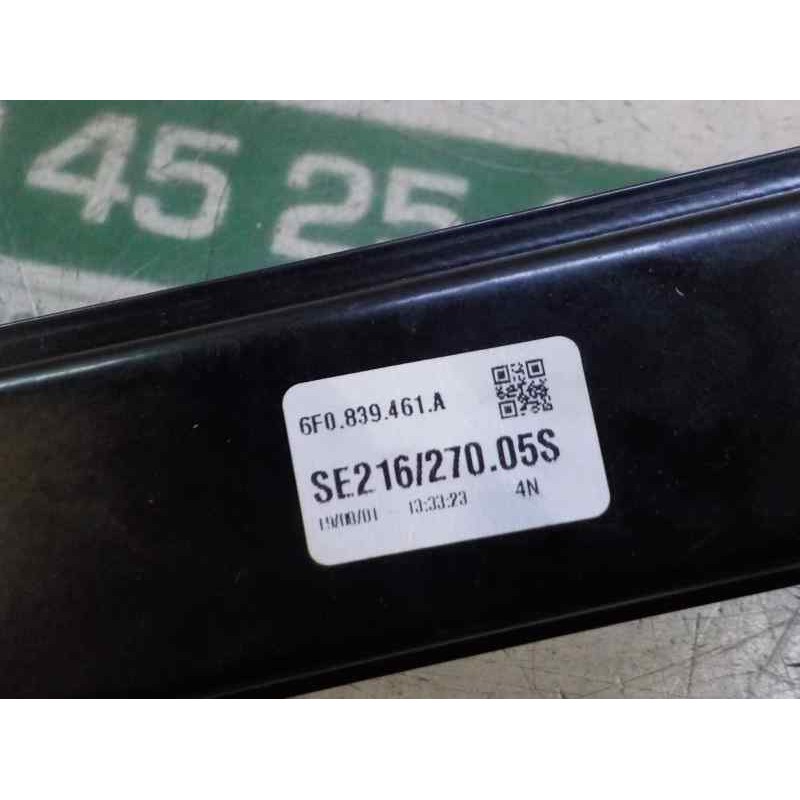 45 25
6F0.839.461.A
SE216/270.05S
19/08/01 13:33:23 4N